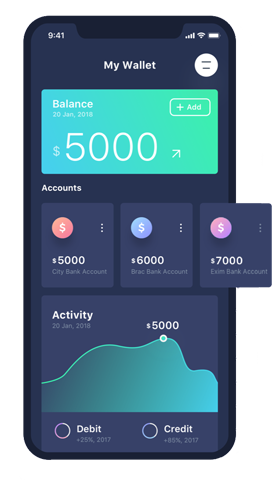 9:41
My Wallet
Balance
20 Jan, 2018
+ Add
$ 5000
Accounts
$ 5000
City Bank Account
$ 6000
Brac Bank Account
$ 7000
Exim Bank Account
Activity
20 Jan, 2018
$ 5000
Debit
+25%, 2017
Credit
+85%, 2017